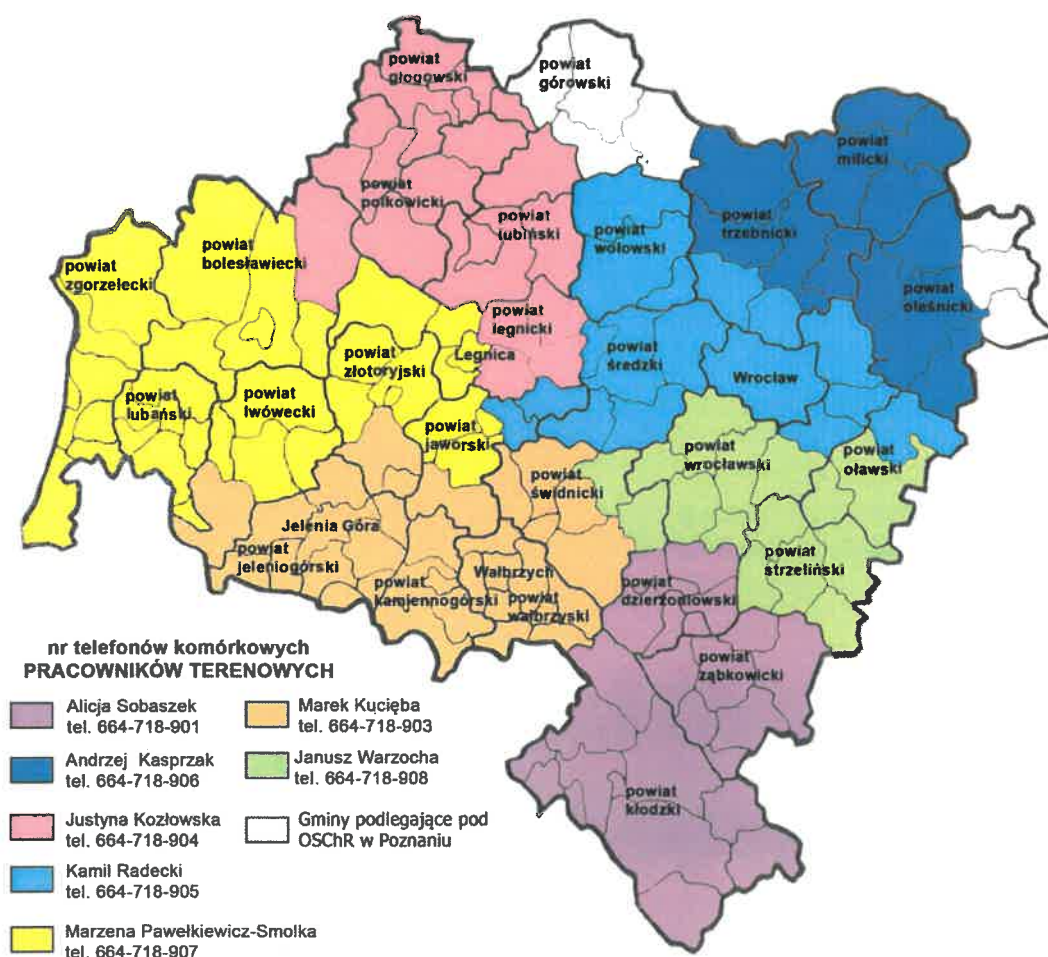 powiat
głogowski
powiat
górowski
powiat
milicki
powiat
polkowicki
powiat
lubiński
powiat
wołowski
powiat
trzebnicki
powiat
zgorzelecki
powiat
bolesławiecki
powiat
oleśnicki
powiat
legnicki
Legnica
powiat
złotoryjski
powiat
średzki
Wrocław
powiat
lubański
powiat
lwówecki
powiat
jaworski
powiat
wrocławski
powiat
oławski
powiat
świdnicki
Jelenia Góra
powiat
jeleniogórski
Wałbrzych
powiat
kamiennogórski
powiat
wałbrzyski
powiat
dzierżoniowski
powiat
strzeliński
powiat
ząbkowicki
powiat
kłodzki
nr telefonów komórkowych
PRACOWNIKÓW TERENOWYCH
Alicja Sobaszek
tel. 664-718-901
Andrzej Kasprzak
tel. 664-718-906
Justyna Kozłowska
tel. 664-718-904
Kamil Radecki
tel. 664-718-905
Marzena Pawełkiewicz-Smolka
tel. 664-718-907
Marek Kucięba
tel. 664-718-903
Janusz Warzocha
tel. 664-718-908
Gminy podlegające pod
OSChR w Poznaniu